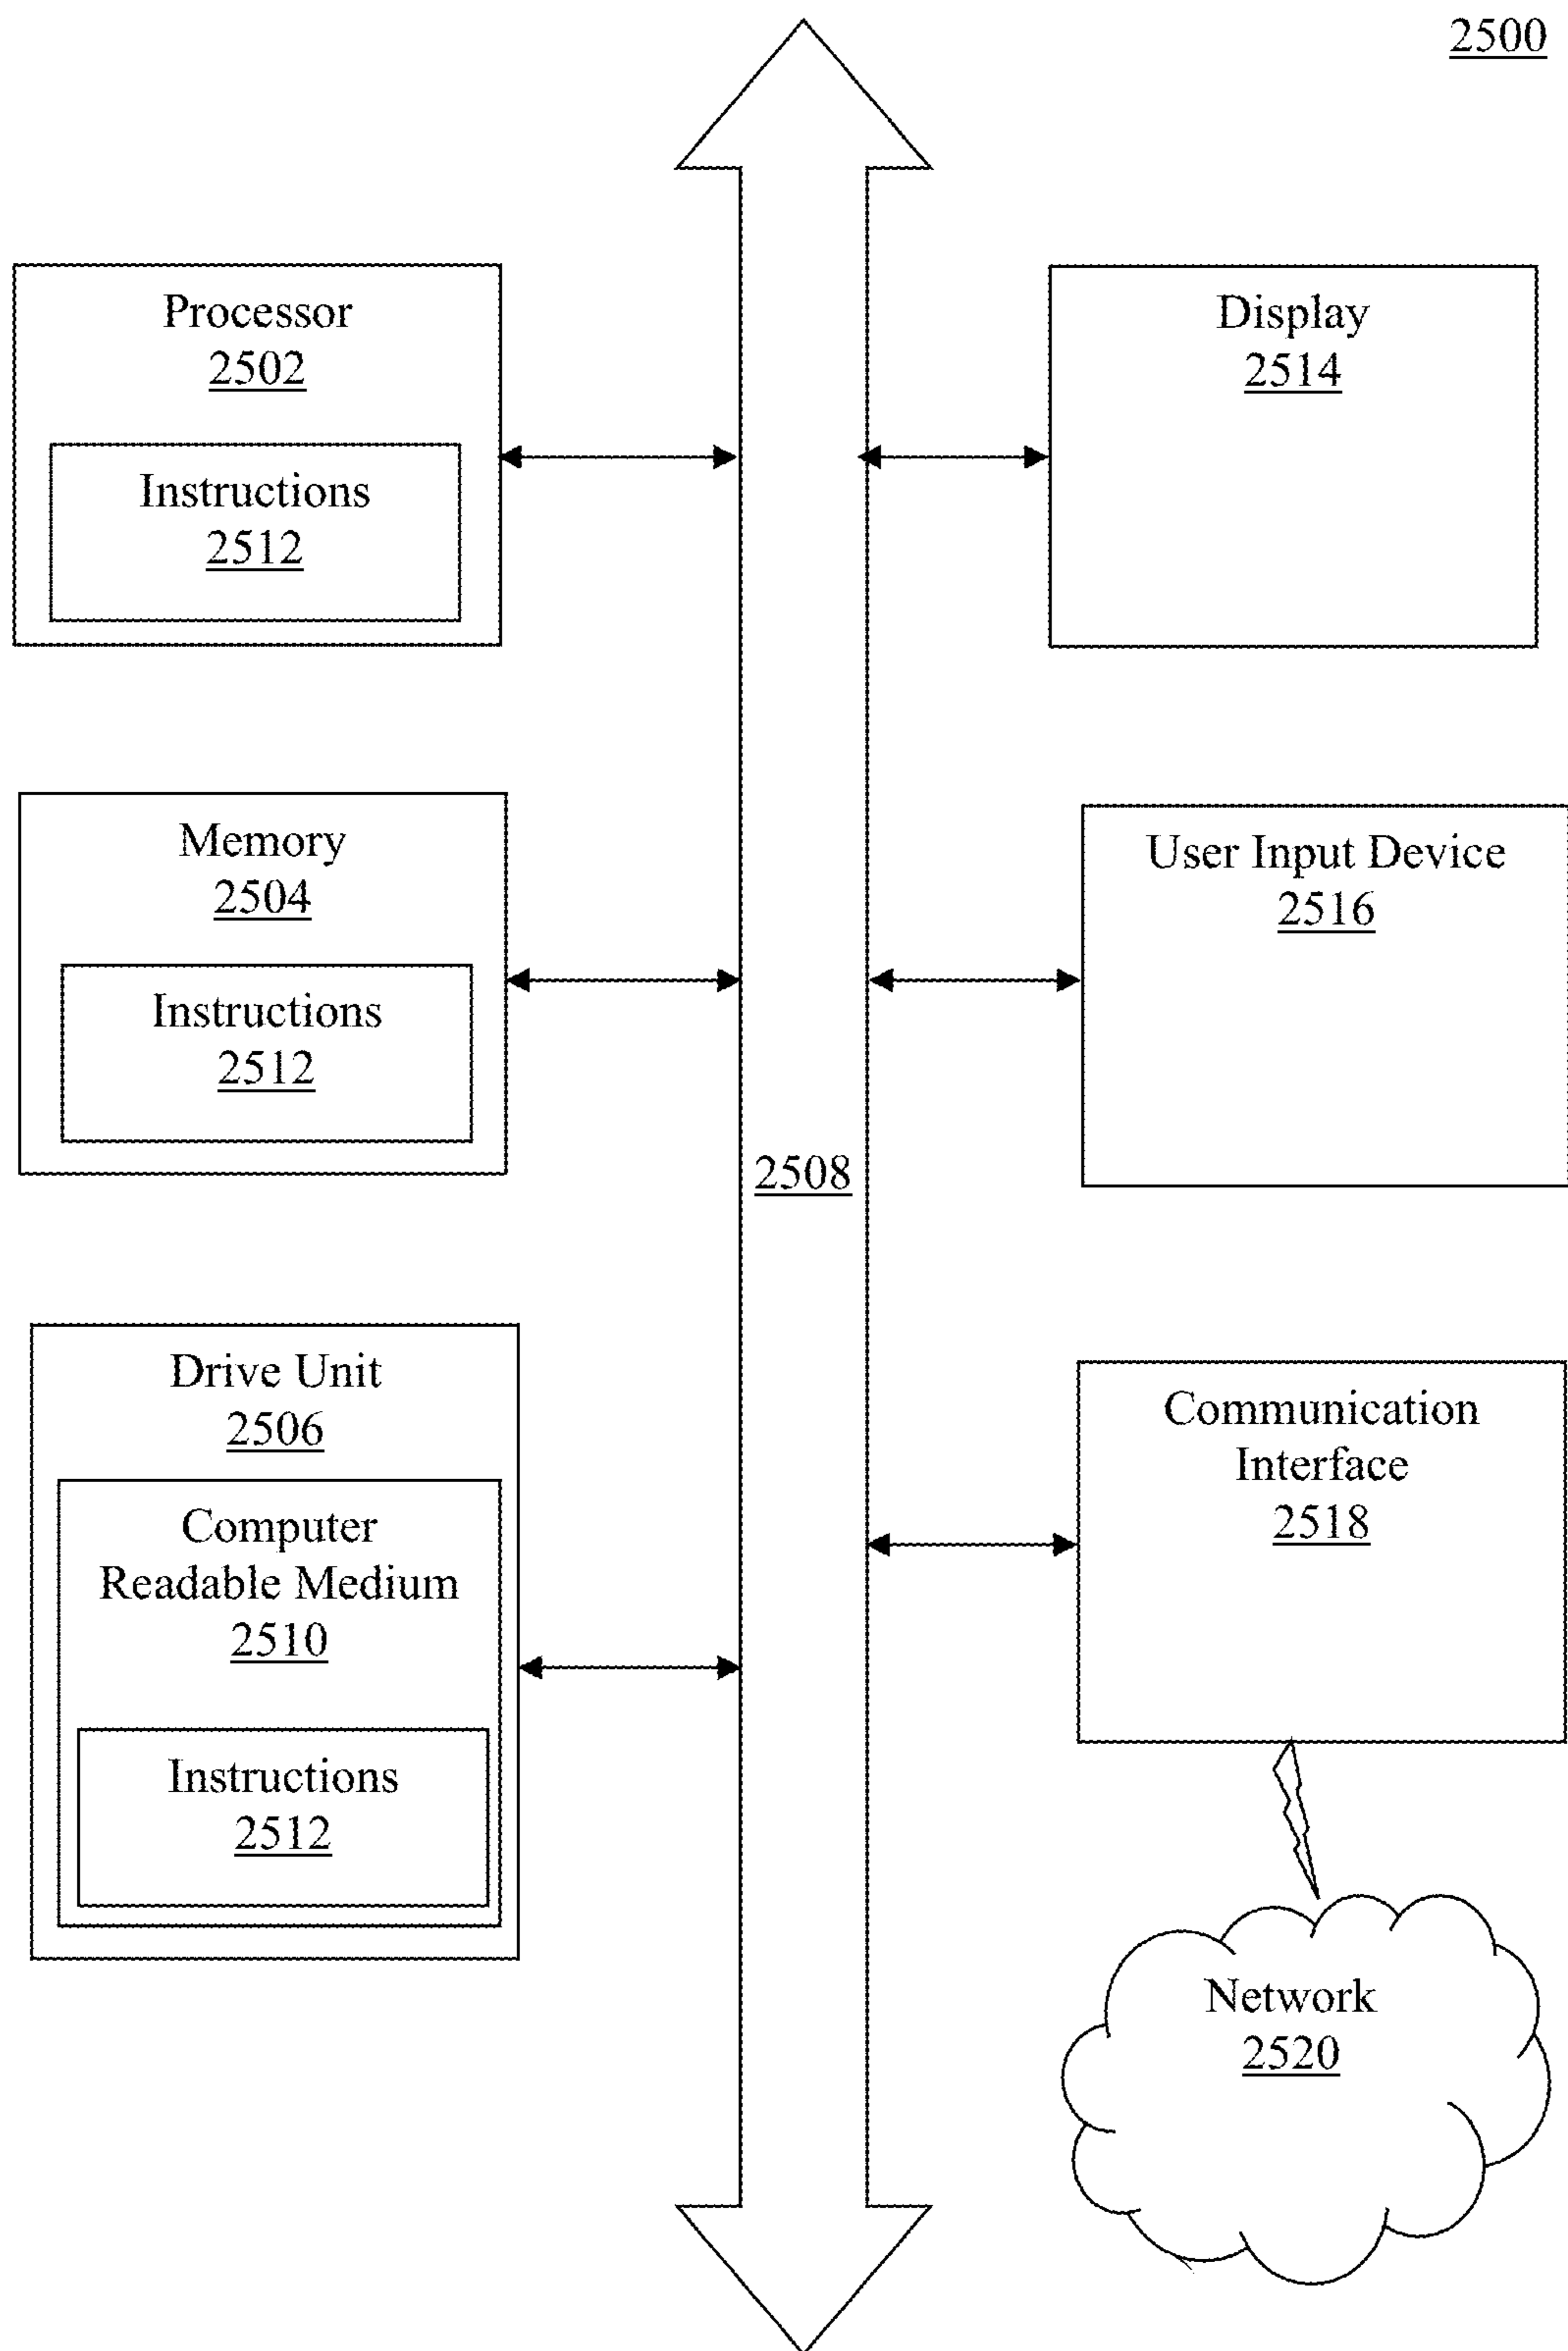 2500
Processor
2502
Instructions
2512
Display
2514
Memory
2504
Instructions
2512
User Input Device
2516
2508
Drive Unit
2506
Computer
Readable Medium
2510
Instructions
2512
Communication
Interface
2518
Network
2520